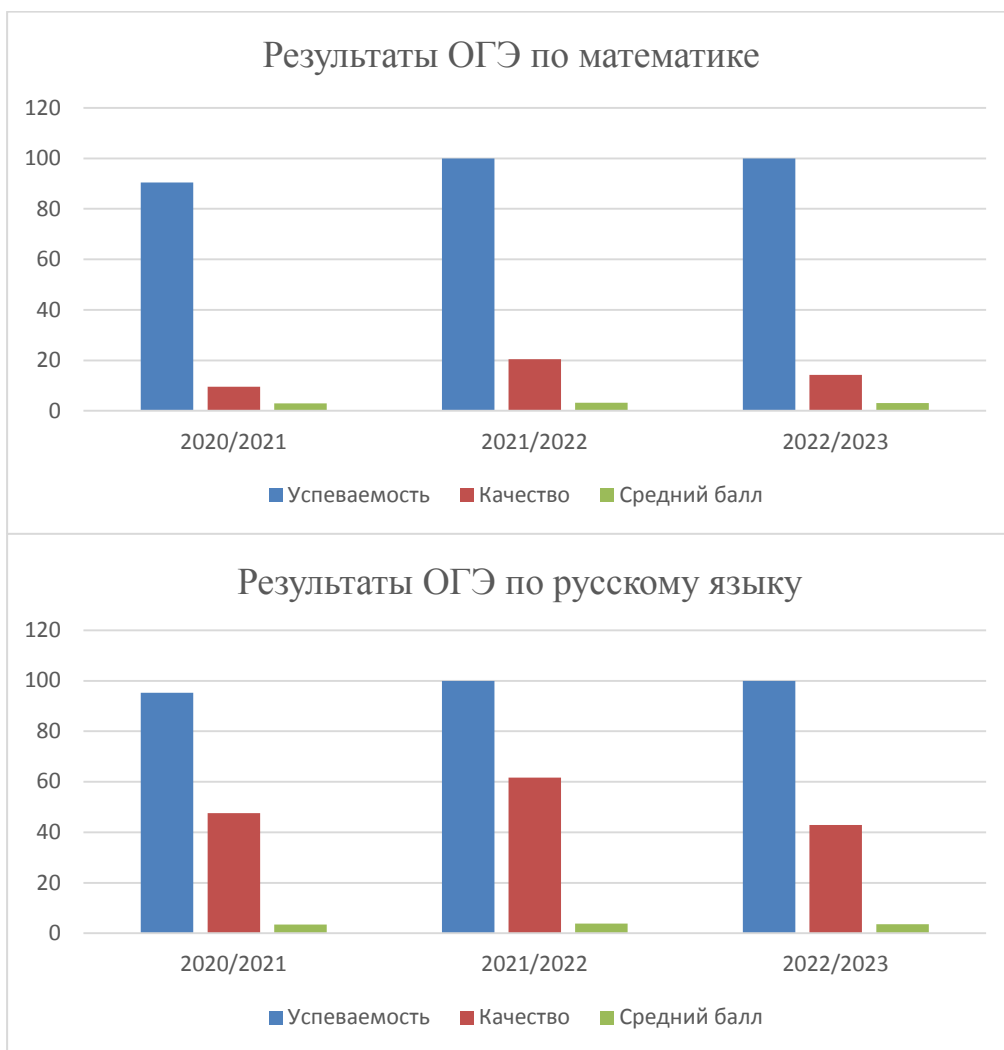 Результаты ОГЭ по математике
120
100
80
60
40
20
0
2020/2021 2021/2022 2022/2023
Успеваемость Качество Средний балл
Результаты ОГЭ по русскому языку
120
100
80
60
40
20
0
2020/2021 2021/2022 2022/2023
Успеваемость Качество Средний балл